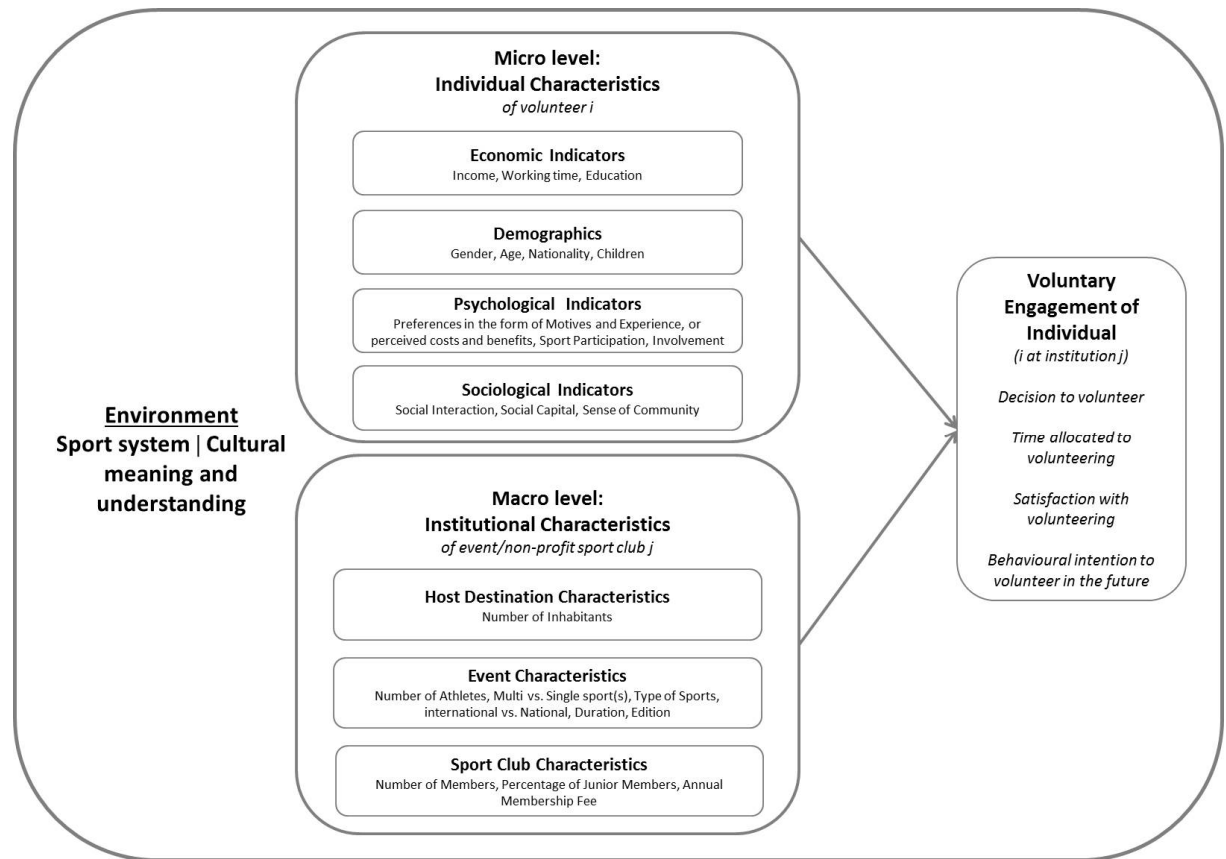 Environment
Sport system | Cultural
meaning and
understanding
Micro level:
Individual Characteristics
of volunteer i
Economic Indicators
Income, Working time, Education
Demographics
Gender, Age, Nationality, Children
Psychological Indicators
Preferences in the form of Motives and Experience, or
perceived costs and benefits, Sport Participation, Involvement
Sociological Indicators
Social Interaction, Social Capital, Sense of Community
Macro level:
Institutional Characteristics
of event/non-profit sport club j
Host Destination Characteristics
Number of Inhabitants
Event Characteristics
Number of Athletes, Multi vs. Single sport(s), Type of Sports,
international vs. National, Duration, Edition
Sport Club Characteristics
Number of Members, Percentage of Junior Members, Annual
Membership Fee
Voluntary
Engagement of
Individual
(i at institution j)
Decision to volunteer
Time allocated to
volunteering
Satisfaction with
volunteering
Behavioural intention to
volunteer in the future